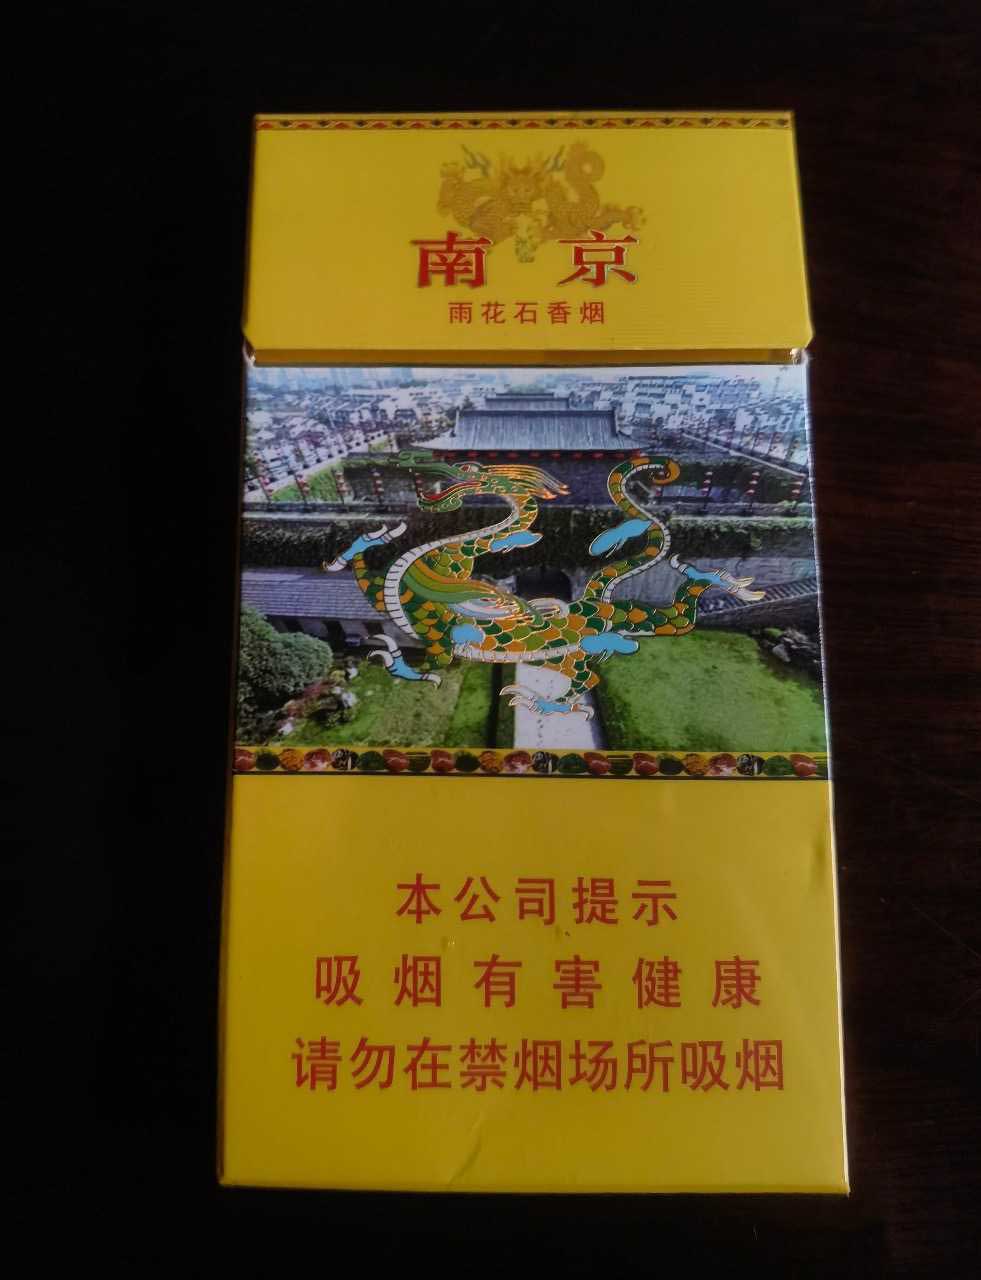 南京
雨花石香烟
本公司提示
吸烟有害健康
请勿在禁烟场所吸烟